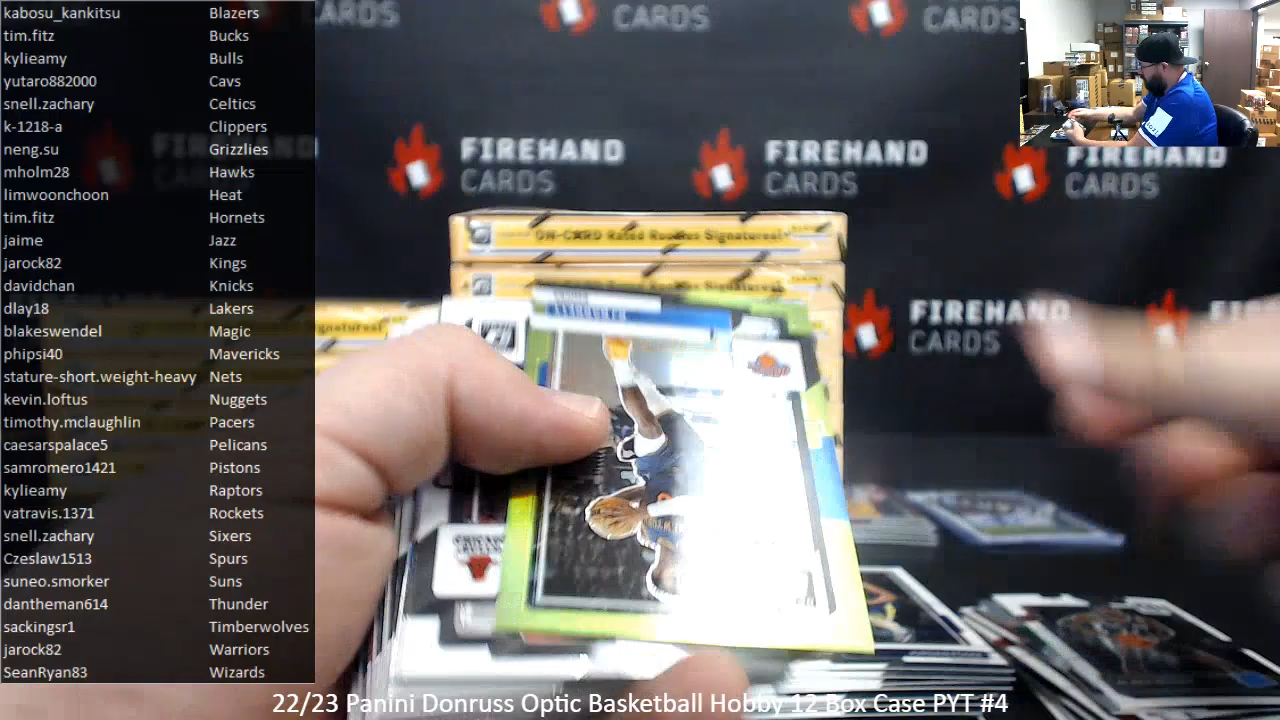 kabosu_kankitsu Blazers
tim.fitz Bucks
kylieamy Bulls
yutaro882000 Cavs
snell.zachary Celtics
k-1218-a Clippers
neng.su Grizzlies
mholm28 Hawks
limwoonchoon Heat
tim.fitz Hornets
jaime Jazz
jarock82 Kings
davidchan Knicks
dlay18 Lakers
blakeswendel Magic
phipsi40 Mavericks
stature-short.weight-heavy Nets
kevin.loftus Nuggets
timothy.mclaughlin Pacers
caesarspalace5 Pelicans
samromero1421 Pistons
kylieamy Raptors
vatravis.1371 Rockets
snell.zachary Sixers
Czeslaw1513 Spurs
suneo.smorker Suns
dantheman614 Thunder
sackingsr1 Timberwolves
jarock82 Warriors
SeanRyan83 Wizards
CARDS
CARDS
CARDS
FIREHAND
CARDS
FIREHAND
CARDS
FIREHAND
CARDS
ON-CARD Rated Rookies Signatures!
FIREHAND
CARDS
22/23 Panini Donruss Optic Basketball Hobby 12 Box Case PYT #4